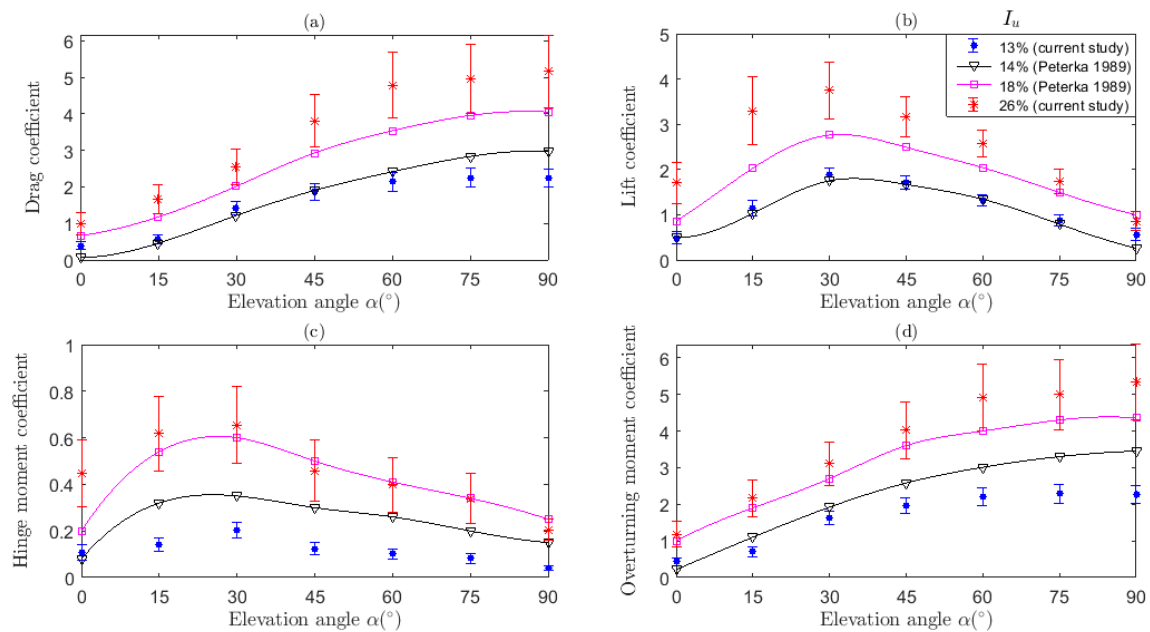 (a)
Drag coefficient
6
5
4
3
2
1
0
0 15 30 45 60 75 90
Elevation angle α(°)
(b)
I_u
Lift coefficient
5
4
3
2
1
0
13% (current study)
14% (Peterka 1989)
18% (Peterka 1989)
26% (current study)
0 15 30 45 60 75 90
Elevation angle α(°)
(c)
Hinge moment coefficient
1
0.8
0.6
0.4
0.2
0
0 15 30 45 60 75 90
Elevation angle α(°)
(d)
Overturning moment coefficient
6
5
4
3
2
1
0
0 15 30 45 60 75 90
Elevation angle α(°)